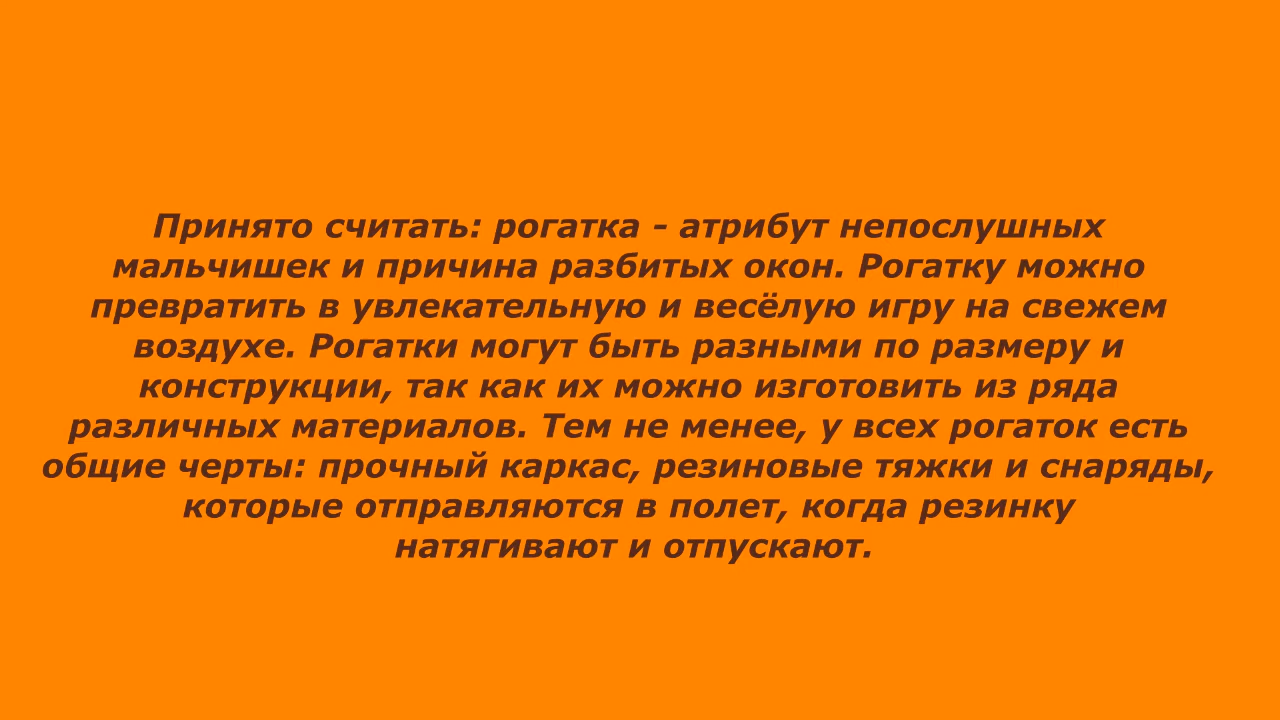 Принято считать: рогатка - атрибут непослушных
мальчишек и причина разбитых окон. Рогатку можно
превратить в увлекательную и весёлую игру на свежем
воздухе. Рогатки могут быть разными по размеру и
конструкции, так как их можно изготовить из ряда
различных материалов. Тем не менее, у всех рогаток есть
общие черты: прочный каркас, резиновые тяжки и снаряды,
которые отправляются в полет, когда резинку
натягивают и отпускают.